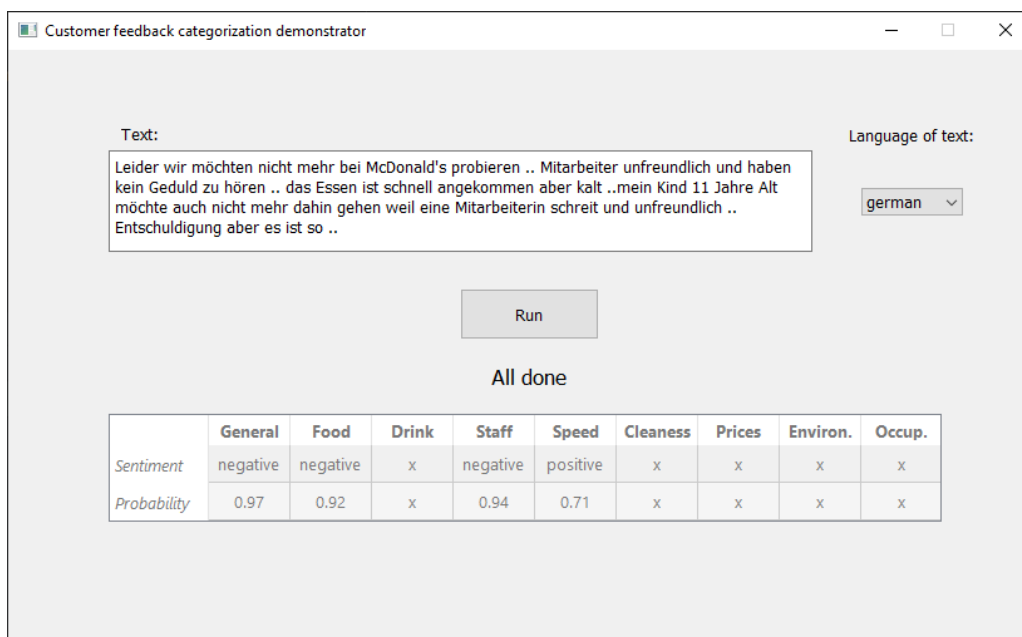 Customer feedback categorization demonstrator
Text:
Language of text:
Leider wir möchten nicht mehr bei McDonald's probieren .. Mitarbeiter unfreundlich und haben
kein Geduld zu hören .. das Essen ist schnell angekommen aber kalt ..mein Kind 11 Jahre Alt
möchte auch nicht mehr dahin gehen weil eine Mitarbeiterin schreit und unfreundlich ..
Entschuldigung aber es ist so ..
german
Run
All done
General Food Drink Staff Speed Cleaness Prices Environ. Occup.
Sentiment negative negative x negative positive x x x x
Probability 0.97 0.92 x 0.94 0.71 x x x x